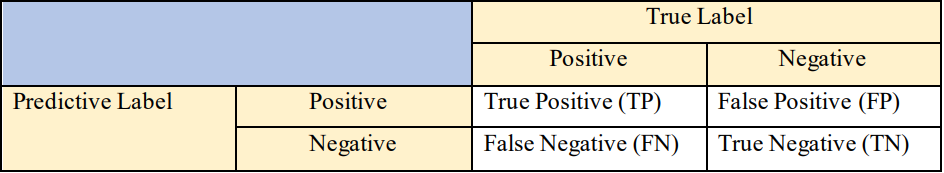 True Label
Positive Negative
Predictive Label Positive True Positive (TP) False Positive (FP)
Negative False Negative (FN) True Negative (TN)